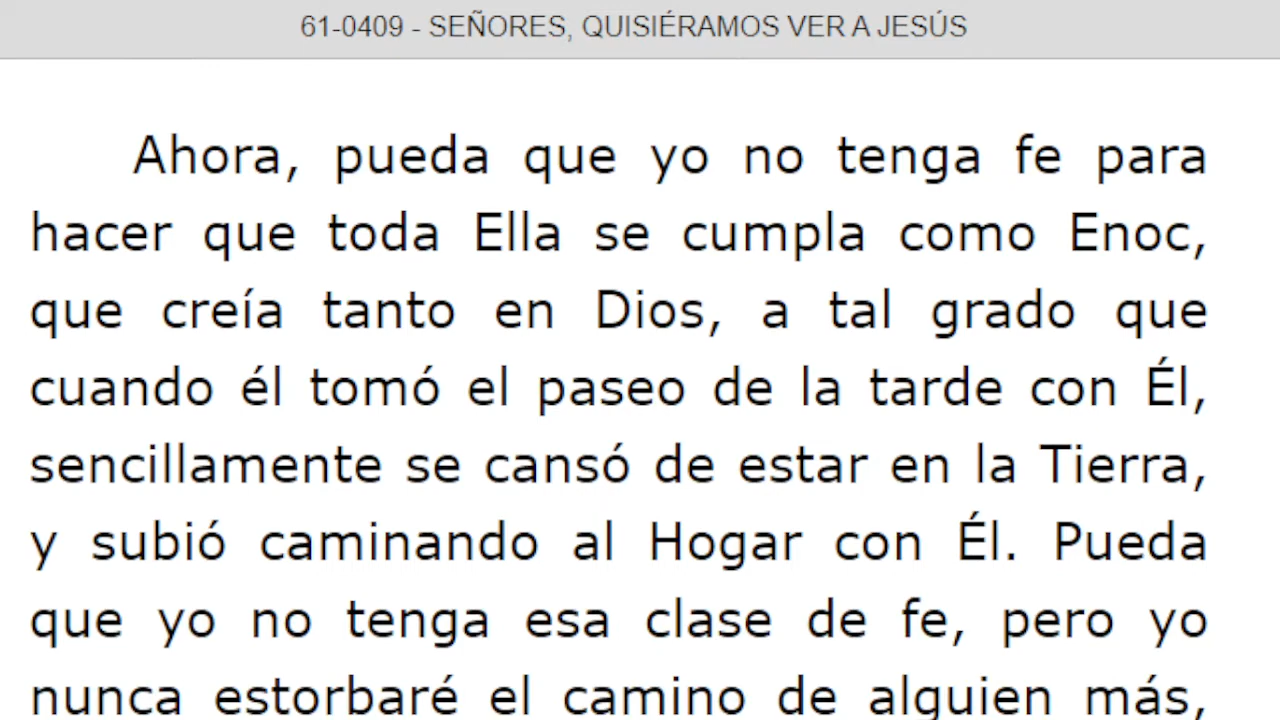 61-0409 - SEÑORES, QUISIÉRAMOS VER A JESÚS
Ahora, pueda que yo no tenga fe para
hacer que toda Ella se cumpla como Enoc,
que creía tanto en Dios, a tal grado que
cuando él tomó el paseo de la tarde con Él,
sencillamente se cansó de estar en la Tierra,
y subió caminando al Hogar con Él. Pueda
que yo no tenga esa clase de fe, pero yo
nunca estorbaré el camino de alguien más,